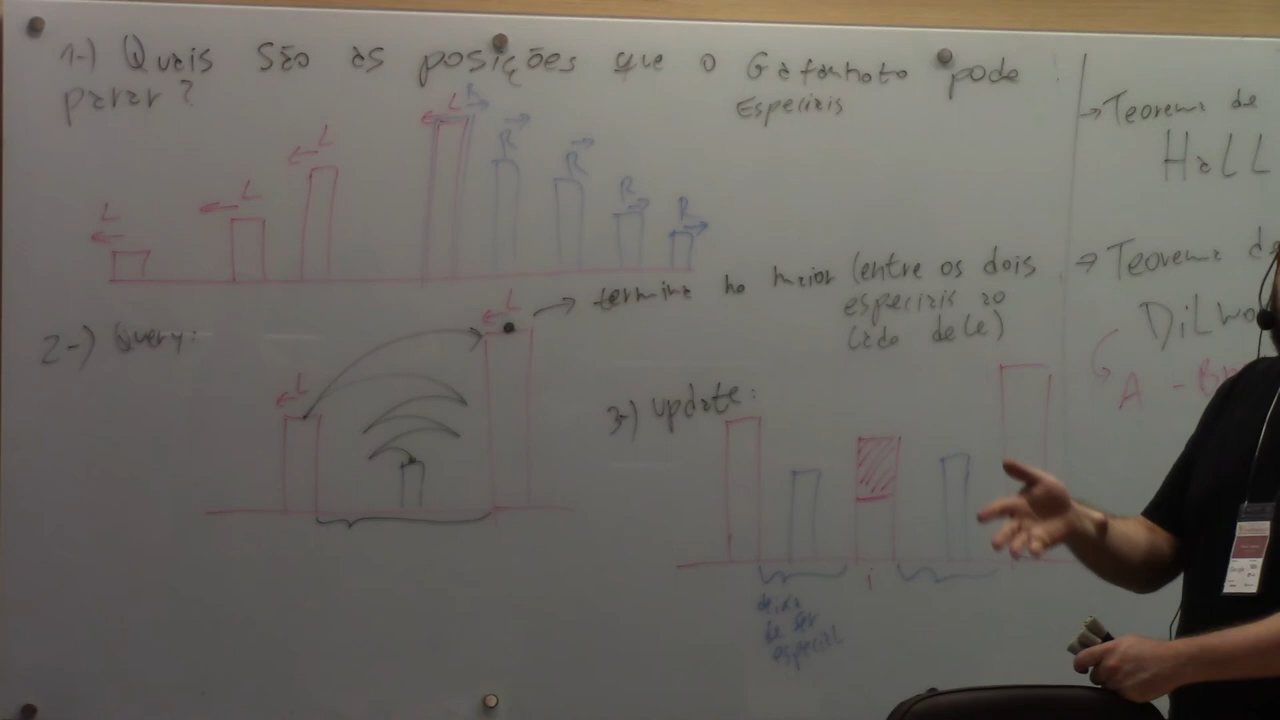 1-) Quais são as posições que o Gafanhoto pode
parar ?
Especiais
L
L
L
L
R
R
R
R
R
2-) Query:
L
L
→ termina no maior (entre os dois
especiais ao
lado dele)
3-) update:
i
deixa
de ser
especial
→ Teorema de
HALL
→ Teorema
A -